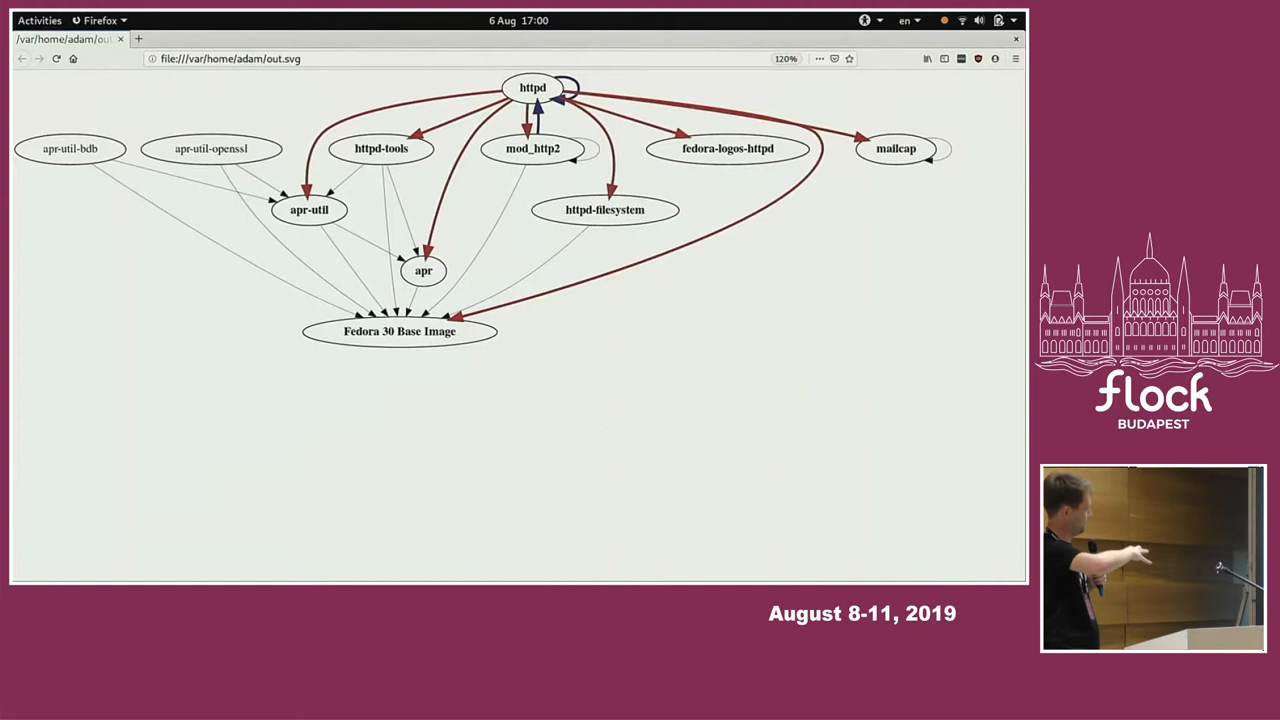 Activities Firefox 6 Aug 17:00 en
/var/home/adam/out
file:///var/home/adam/out.svg 120%
httpd
apr-util-bdb apr-util-openssl httpd-tools mod_http2 fedora-logos-httpd mailcap
apr-util httpd-filesystem
apr
Fedora 30 Base Image
flock
BUDAPEST
August 8-11, 2019